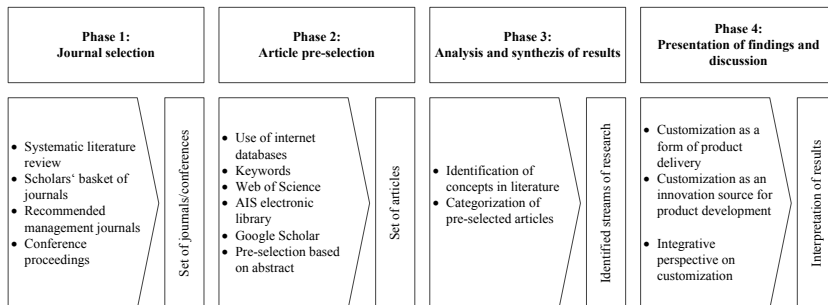 Phase 1:
Journal selection
Phase 2:
Article pre-selection
Phase 3:
Analysis and synthezis of results
Phase 4:
Presentation of findings and
discussion
• Systematic literature
review
• Scholars‘ basket of
journals
• Recommended
management journals
• Conference
proceedings
Set of journals/conferences
• Use of internet
databases
• Keywords
• Web of Science
• AIS electronic
library
• Google Scholar
• Pre-selection based
on abstract
Set of articles
• Identification of
concepts in literature
• Categorization of
pre-selected articles
Identified streams of research
• Customization as a
form of product
delivery
• Customization as an
innovation source for
product development
• Integrative
perspective on
customization
Interpretation of results